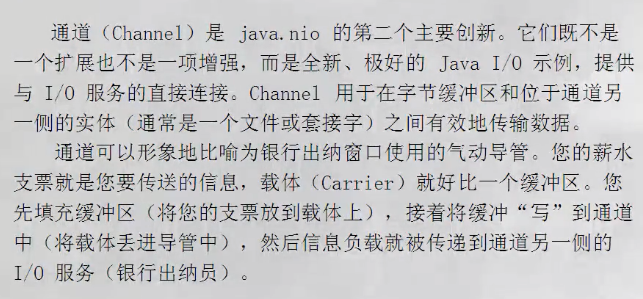 通道（Channel）是 java.nio 的第二个主要创新。它们既不是
一个扩展也不是一项增强，而是全新、极好的 Java I/O 示例，提供
与 I/O 服务的直接连接。Channel 用于在字节缓冲区和位于通道另
一侧的实体（通常是一个文件或套接字）之间有效地传输数据。
通道可以形象地比喻为银行出纳窗口使用的气动导管。您的薪水
支票就是您要传送的信息，载体（Carrier）就好比一个缓冲区。您
先填充缓冲区（将您的支票放到载体上），接着将缓冲“写”到通道
中（将载体丢进导管中），然后信息负载就被传递到通道另一侧的
I/O 服务（银行出纳员）。